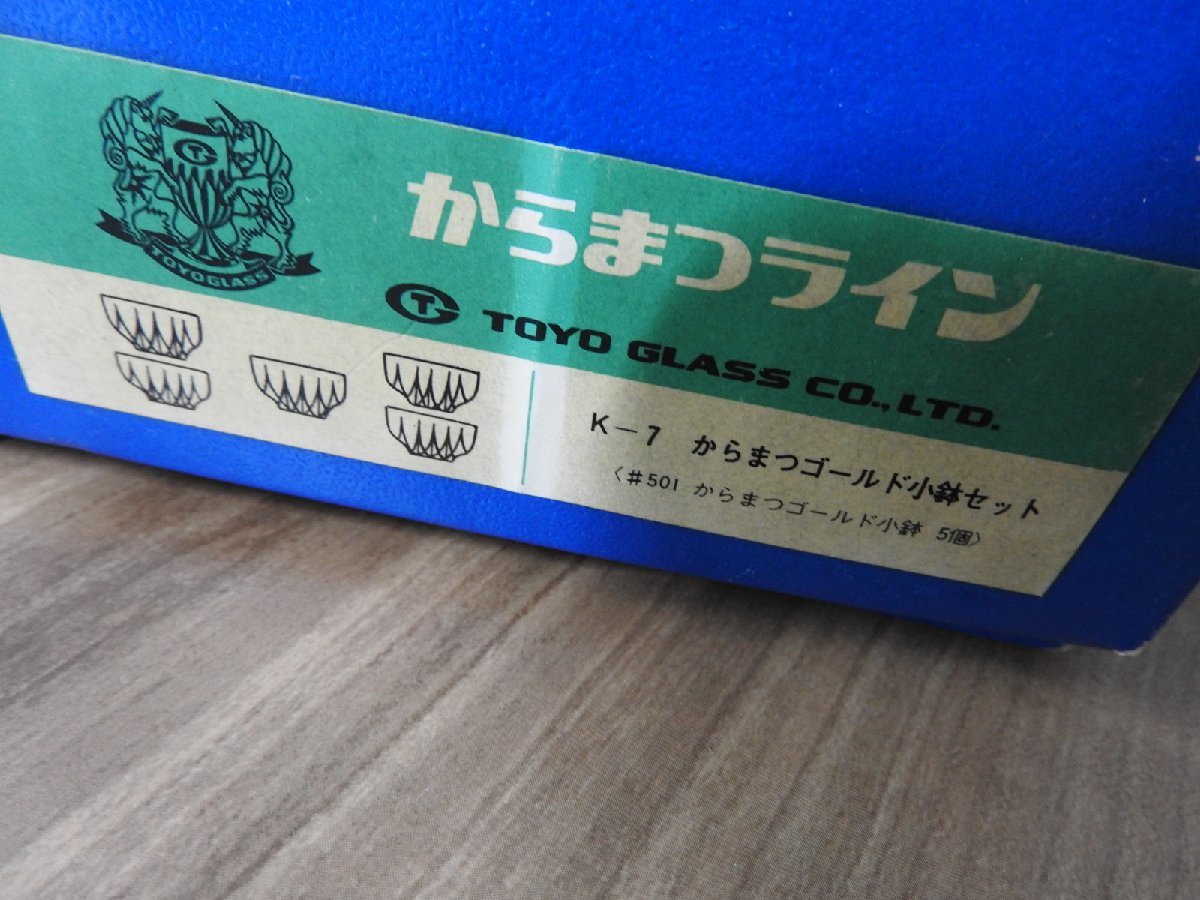 TOYO GLASS
からまつライン
TOYO GLASS CO., LTD.
K－7 からまつゴールド小鉢セット
〈#501 からまつゴールド小鉢 5個〉